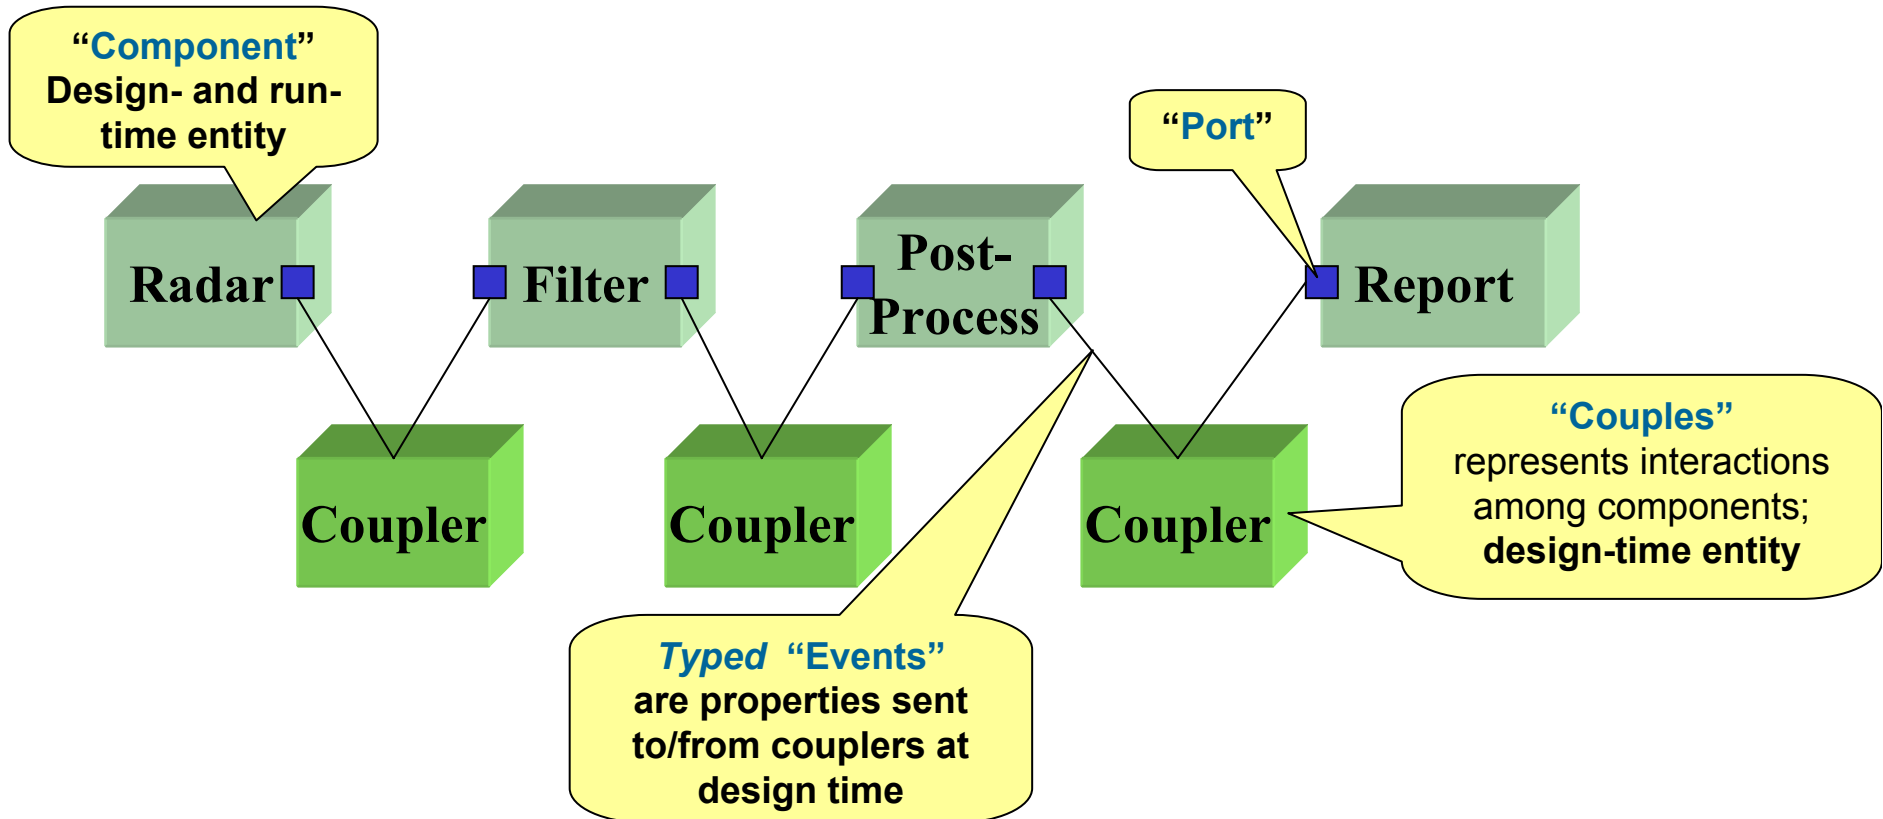 “Component”
Design- and run-
time entity
“Port”
Radar
Filter
Post-
Process
Report
Coupler
Coupler
Coupler
“Couples”
represents interactions
among components;
design-time entity
Typed “Events”
are properties sent
to/from couplers at
design time